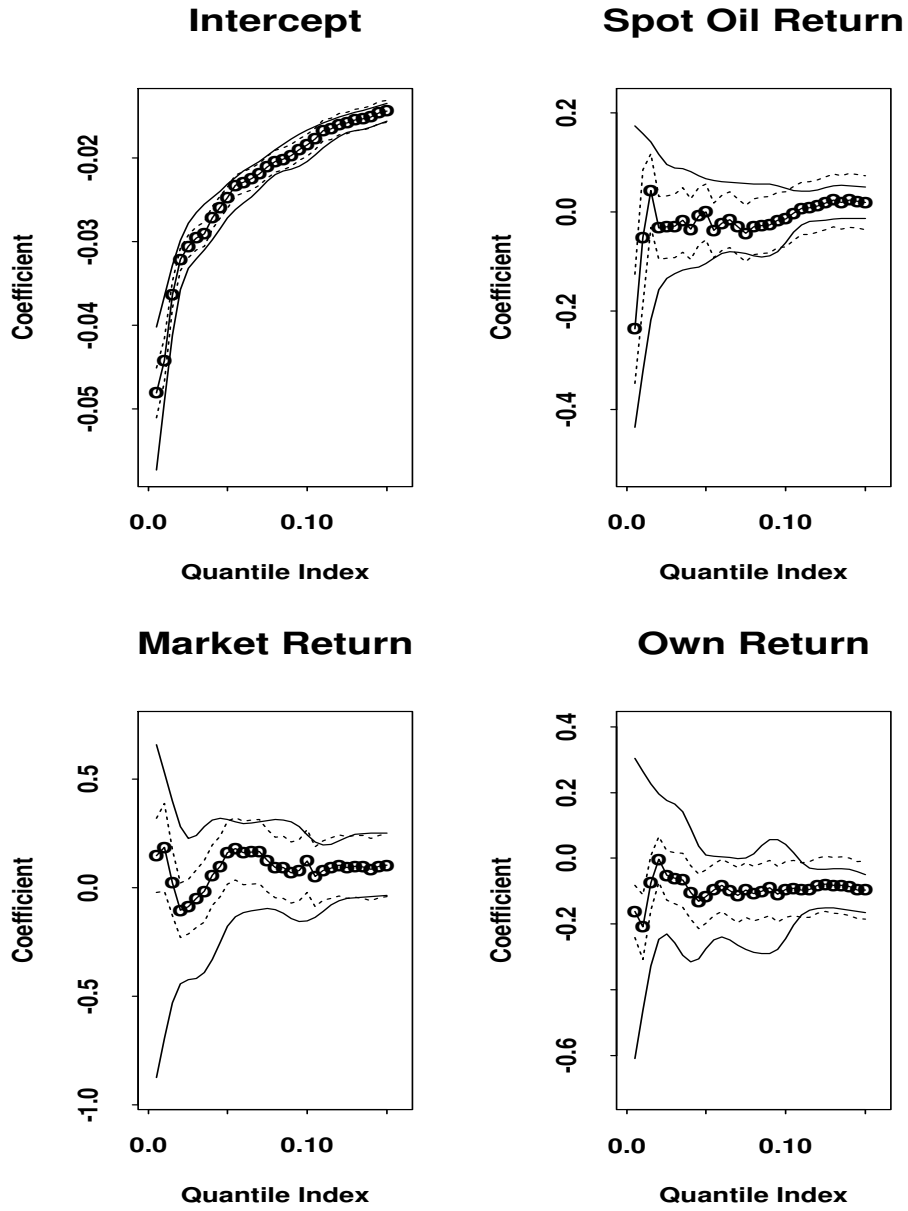 Intercept
Coefficient
-0.02
-0.03
-0.04
-0.05
0.0
0.10
Quantile Index
Spot Oil Return
Coefficient
0.2
0.0
-0.2
-0.4
0.0
0.10
Quantile Index
Market Return
Coefficient
0.5
0.0
-0.5
-1.0
0.0
0.10
Quantile Index
Own Return
Coefficient
0.4
0.2
0.0
-0.2
-0.6
0.0
0.10
Quantile Index